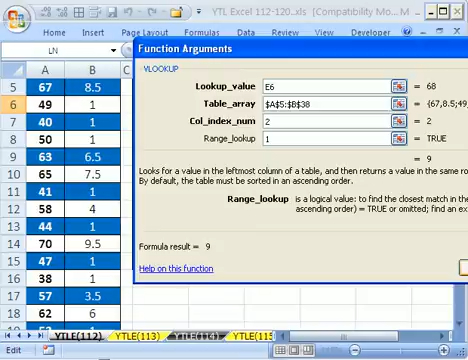 YTL Excel 112-120..xls [Compatibility Mo...
Home Insert Page Layout Formulas Data Review View Developer
LN
Function Arguments
VLOOKUP
Lookup_value E6 = 68
Table_array $A$5:$B$38 = {67,8.5;49,
Col_index_num 2 = 2
Range_lookup 1 = TRUE
= 9
Looks for a value in the leftmost column of a table, and then returns a value in the same ro
By default, the table must be sorted in an ascending order.
Range_lookup is a logical value: to find the closest match in the
ascending order) = TRUE or omitted; find an ex
Formula result = 9
Help on this function
A B C
5 67 8.5
6 49 1
7 40 1
8 50 1
9 63 6.5
10 65 7.5
11 41 1
12 58 4
13 44 1
14 70 9.5
15 47 1
16 38 1
17 57 3.5
18 62 6
YTLE(112) YTLE(113) YTLE(114) YTLE(115
Edit 100%